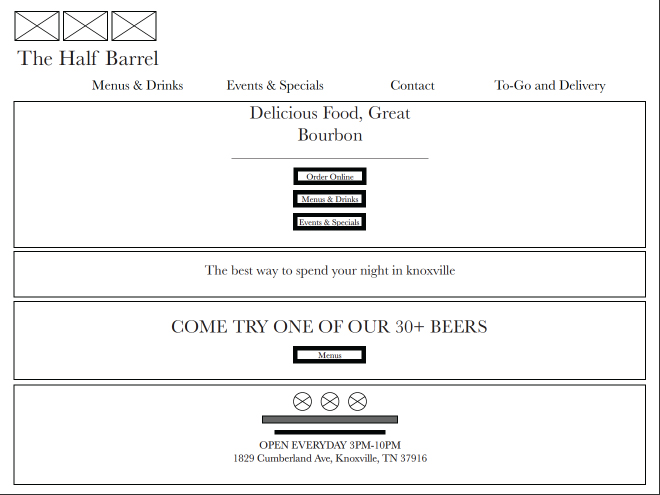 The Half Barrel
Menus & Drinks Events & Specials Contact To-Go and Delivery
Delicious Food, Great
Bourbon
Order Online
Menus & Drinks
Events & Specials
The best way to spend your night in knoxville
COME TRY ONE OF OUR 30+ BEERS
Menus
OPEN EVERYDAY 3PM-10PM
1829 Cumberland Ave, Knoxville, TN 37916